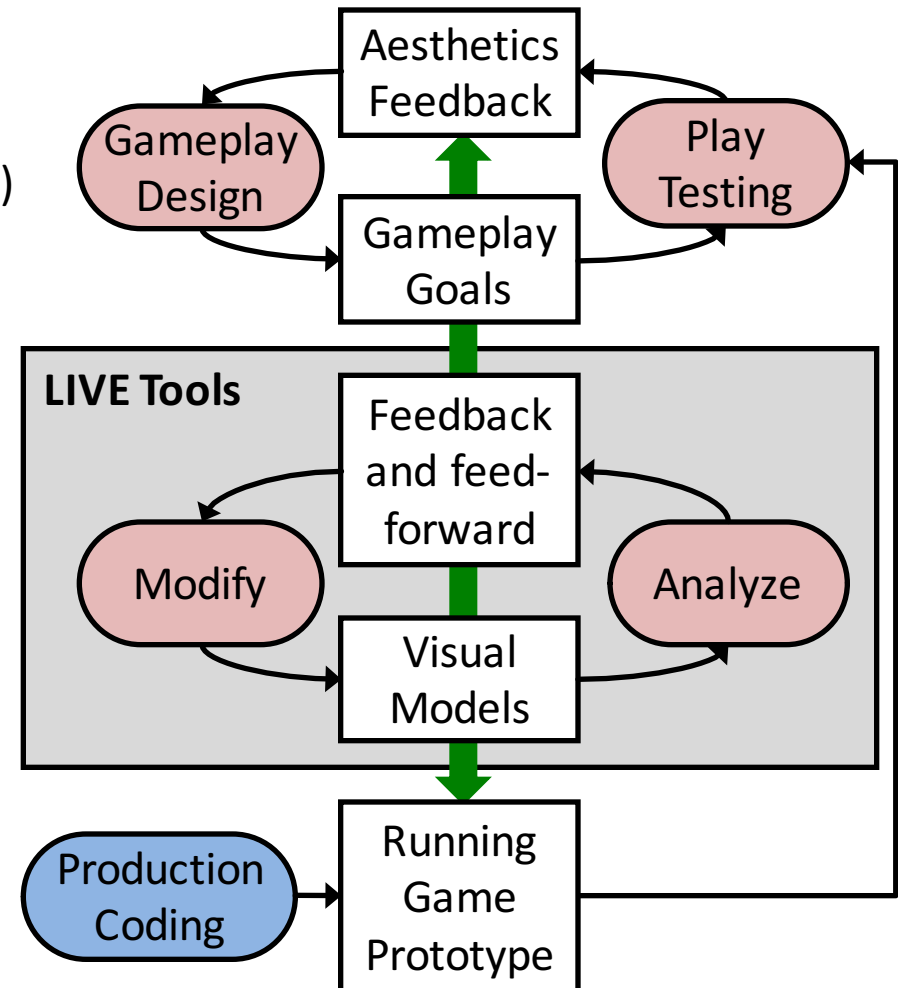 Aesthetics
Feedback
Gameplay
Design
Play
Testing
)
Gameplay
Goals
LIVE Tools
Feedback
and feed-
forward
Modify
Analyze
Visual
Models
Running
Game
Prototype
Production
Coding